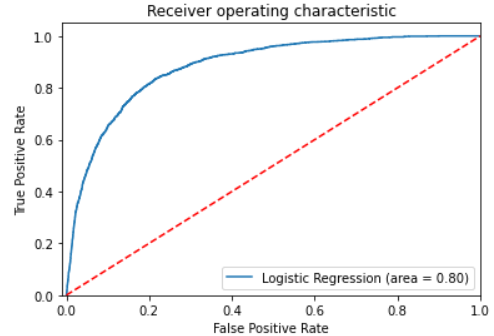 Receiver operating characteristic
1.0
0.8
0.6
0.4
0.2
0.0
True Positive Rate
Logistic Regression (area = 0.80)
0.0 0.2 0.4 0.6 0.8 1.0
False Positive Rate